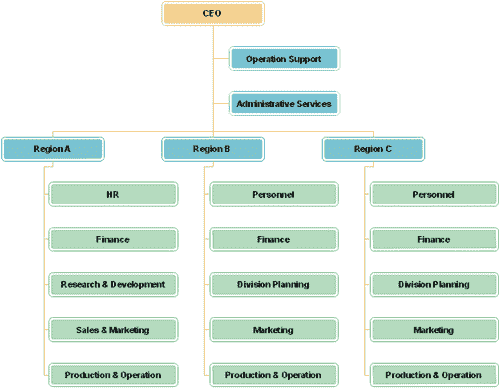 CEO
Operation Support
Administrative Services
Region A
Region B
Region C
HR
Personnel
Personnel
Finance
Finance
Finance
Research & Development
Division Planning
Division Planning
Sales & Marketing
Marketing
Marketing
Production & Operation
Production & Operation
Production & Operation